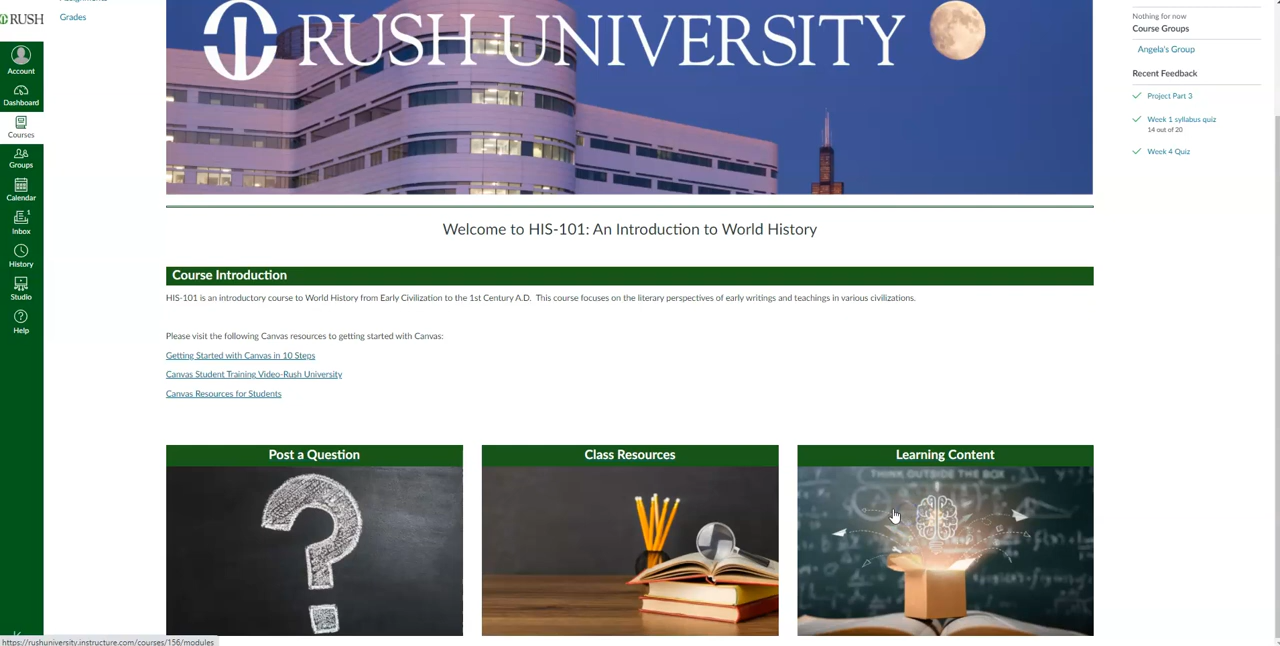 RUSH
Account
Dashboard
Courses
Groups
Calendar
1
Inbox
History
Studio
Help
Grades
RUSH UNIVERSITY
Welcome to HIS-101: An Introduction to World History
Course Introduction
HIS-101 is an introductory course to World History from Early Civilization to the 1st Century A.D. This course focuses on the literary perspectives of early writings and teachings in various civilizations.
Please visit the following Canvas resources to getting started with Canvas:
Getting Started with Canvas in 10 Steps
Canvas Student Training Video-Rush University
Canvas Resources for Students
Post a Question
Class Resources
Learning Content
THINK OUTSIDE THE BOX
Nothing for now
Course Groups
Angela's Group
Recent Feedback
Project Part 3
Week 1 syllabus quiz
14 out of 20
Week 4 Quiz
https://rushuniversity.instructure.com/courses/156/modules